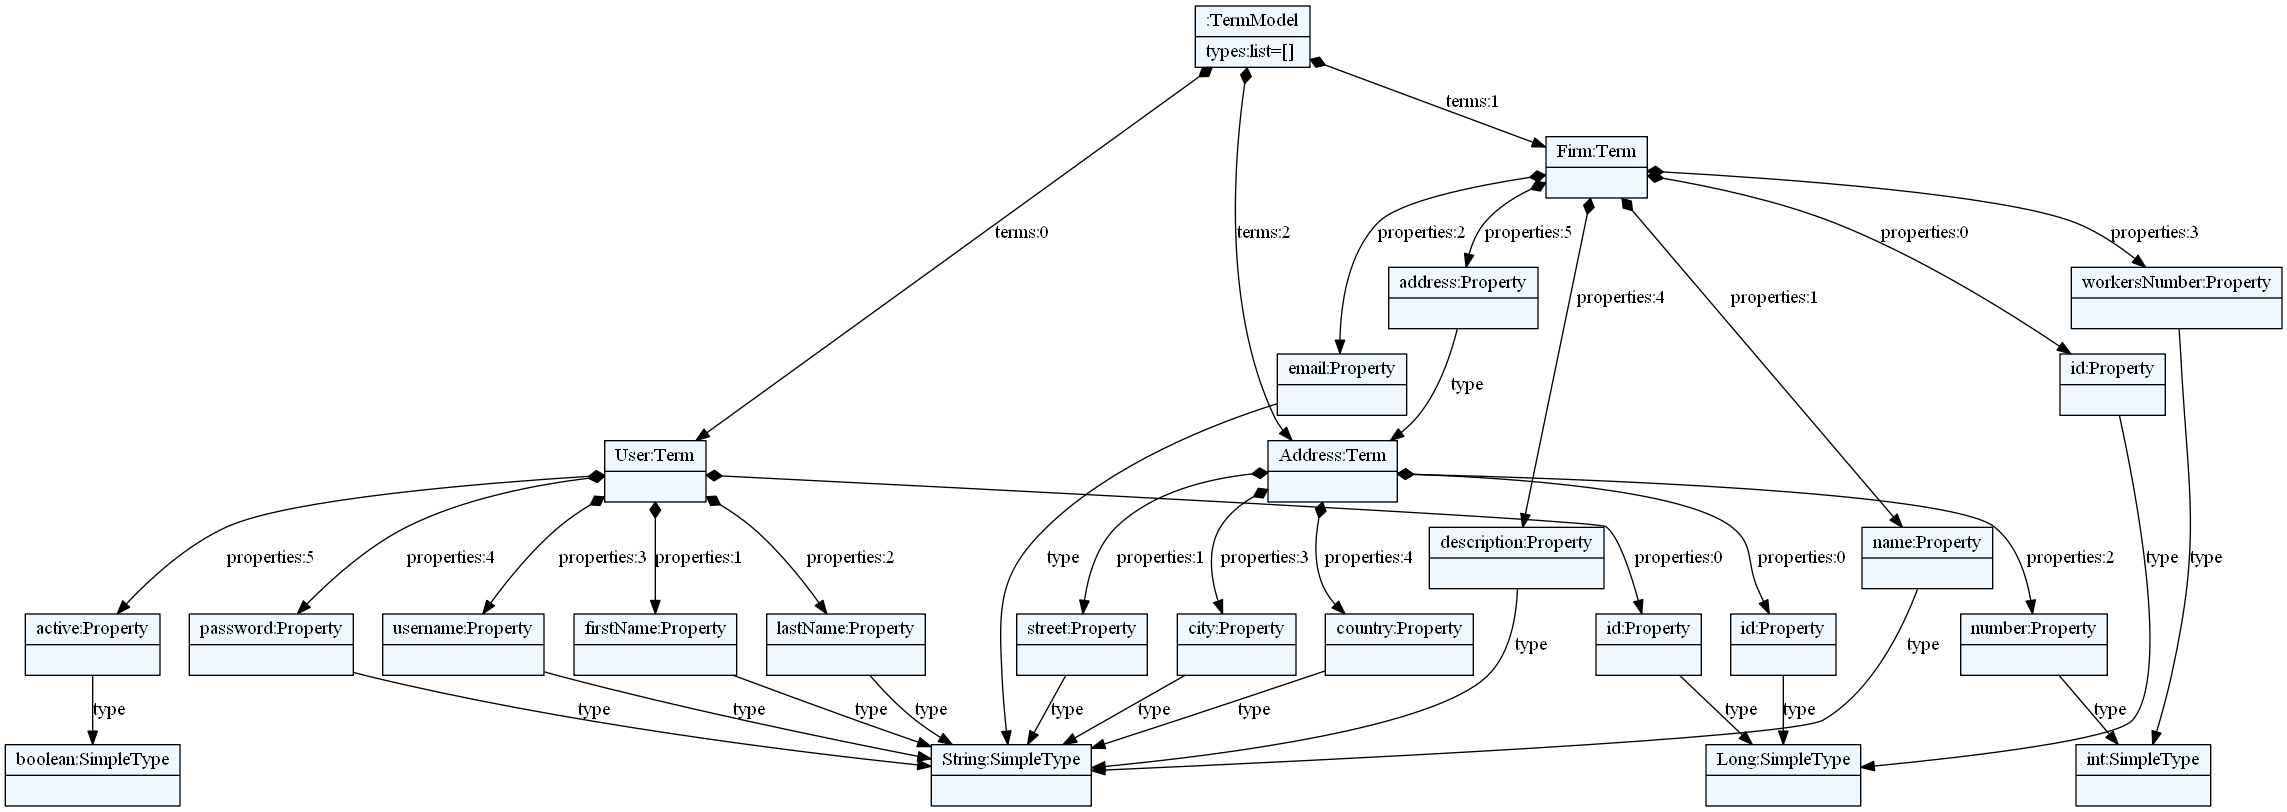 :TermModel
types:list=[]
terms:1
Firm:Term
terms:0
terms:2
properties:2
properties:5
properties:0
properties:3
address:Property
workersNumber:Property
properties:4
properties:1
email:Property
id:Property
type
User:Term
Address:Term
description:Property
name:Property
properties:5
properties:4
properties:3
properties:1
properties:2
type
properties:1
properties:3
properties:4
properties:0
properties:0
properties:2
type
type
active:Property
password:Property
username:Property
firstName:Property
lastName:Property
street:Property
city:Property
country:Property
id:Property
id:Property
number:Property
type
type
type
type
type
type
type
type
type
type
type
type
type
boolean:SimpleType
String:SimpleType
Long:SimpleType
int:SimpleType